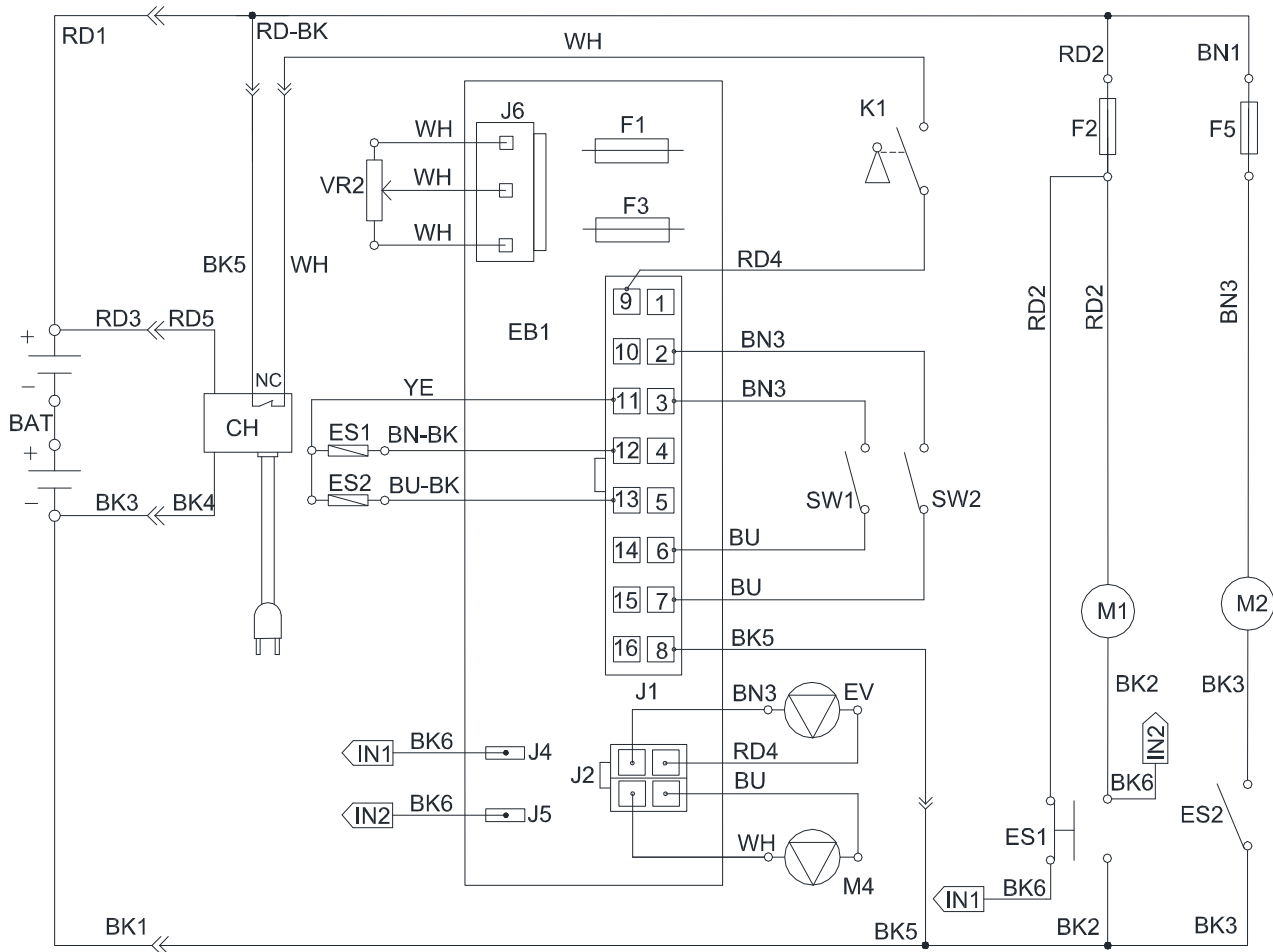 RD1
RD-BK
WH
RD2
BN1
J6
F1
K1
F2
F5
WH
VR2
WH
WH
F3
BK5
WH
RD4
RD2
RD2
BN3
9 1
+
RD3
RD5
EB1
10 2
BN3
−
NC
YE
11 3
BN3
BAT
CH
ES1
BN-BK
12 4
+
ES2
BU-BK
13 5
SW1
SW2
−
BK3
BK4
14 6
BU
15 7
BU
M1
M2
16 8
BK5
J1
BN3
EV
BK2
BK3
IN1
BK6
J4
RD4
IN2
J2
BU
BK6
IN2
BK6
J5
ES1
ES2
WH
M4
IN1
BK6
BK1
BK5
BK2
BK3